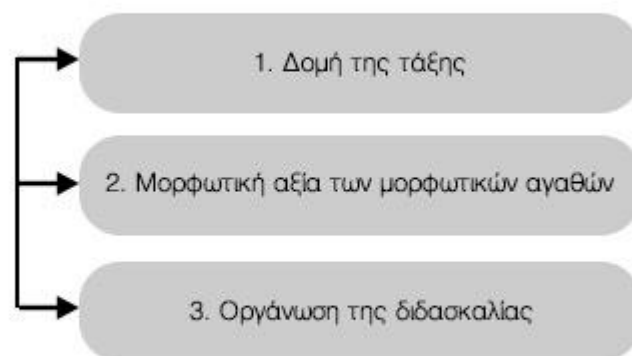 1. Δομή της τάξης
2. Μορφωτική αξία των μορφωτικών αγαθών
3. Οργάνωση της διδασκαλίας